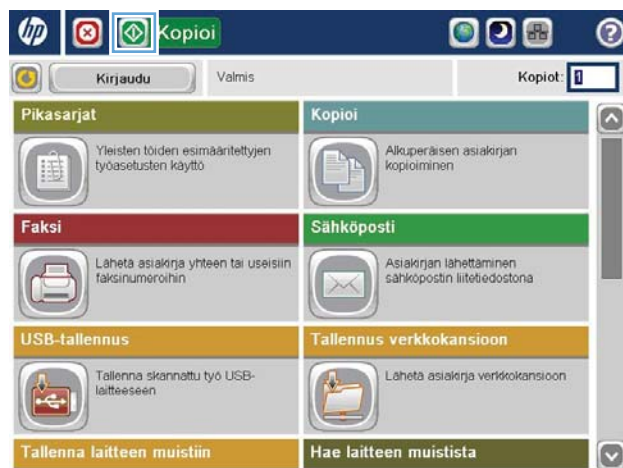 hp
Kopioi
?
Kirjaudu
Valmis
Kopiot: 1
Pikasarjat
Yleisten töiden esimääritettyjen
työasetusten käyttö
Kopioi
Alkuperäisen asiakirjan
kopioiminen
Faksi
Lähetä asiakirja yhteen tai useisiin
faksinumeroihin
Sähköposti
Asiakirjan lähettäminen
sähköpostin liitetiedostona
USB-tallennus
Tallenna skannattu työ USB-
laitteeseen
Tallennus verkkokansioon
Lähetä asiakirja verkkokansioon
Tallenna laitteen muistiin
Hae laitteen muistista